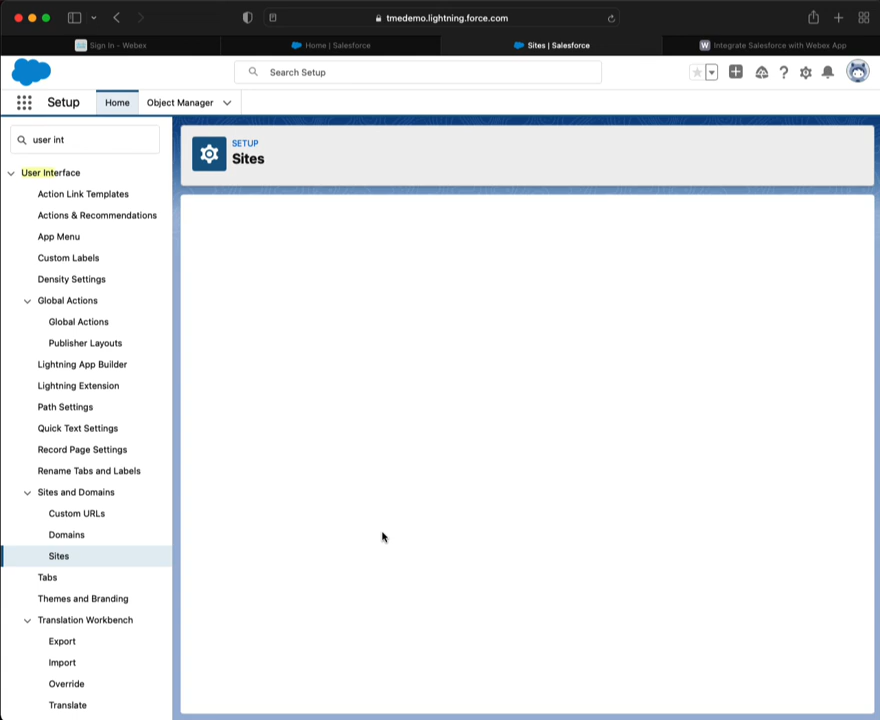 tmedemo.lightning.force.com
Sign In - Webex
Home | Salesforce
Sites | Salesforce
Integrate Salesforce with Webex App
Search Setup
Setup
Home
Object Manager
user int
User Interface
Action Link Templates
Actions & Recommendations
App Menu
Custom Labels
Density Settings
Global Actions
Global Actions
Publisher Layouts
Lightning App Builder
Lightning Extension
Path Settings
Quick Text Settings
Record Page Settings
Rename Tabs and Labels
Sites and Domains
Custom URLs
Domains
Sites
Tabs
Themes and Branding
Translation Workbench
Export
Import
Override
Translate
SETUP
Sites